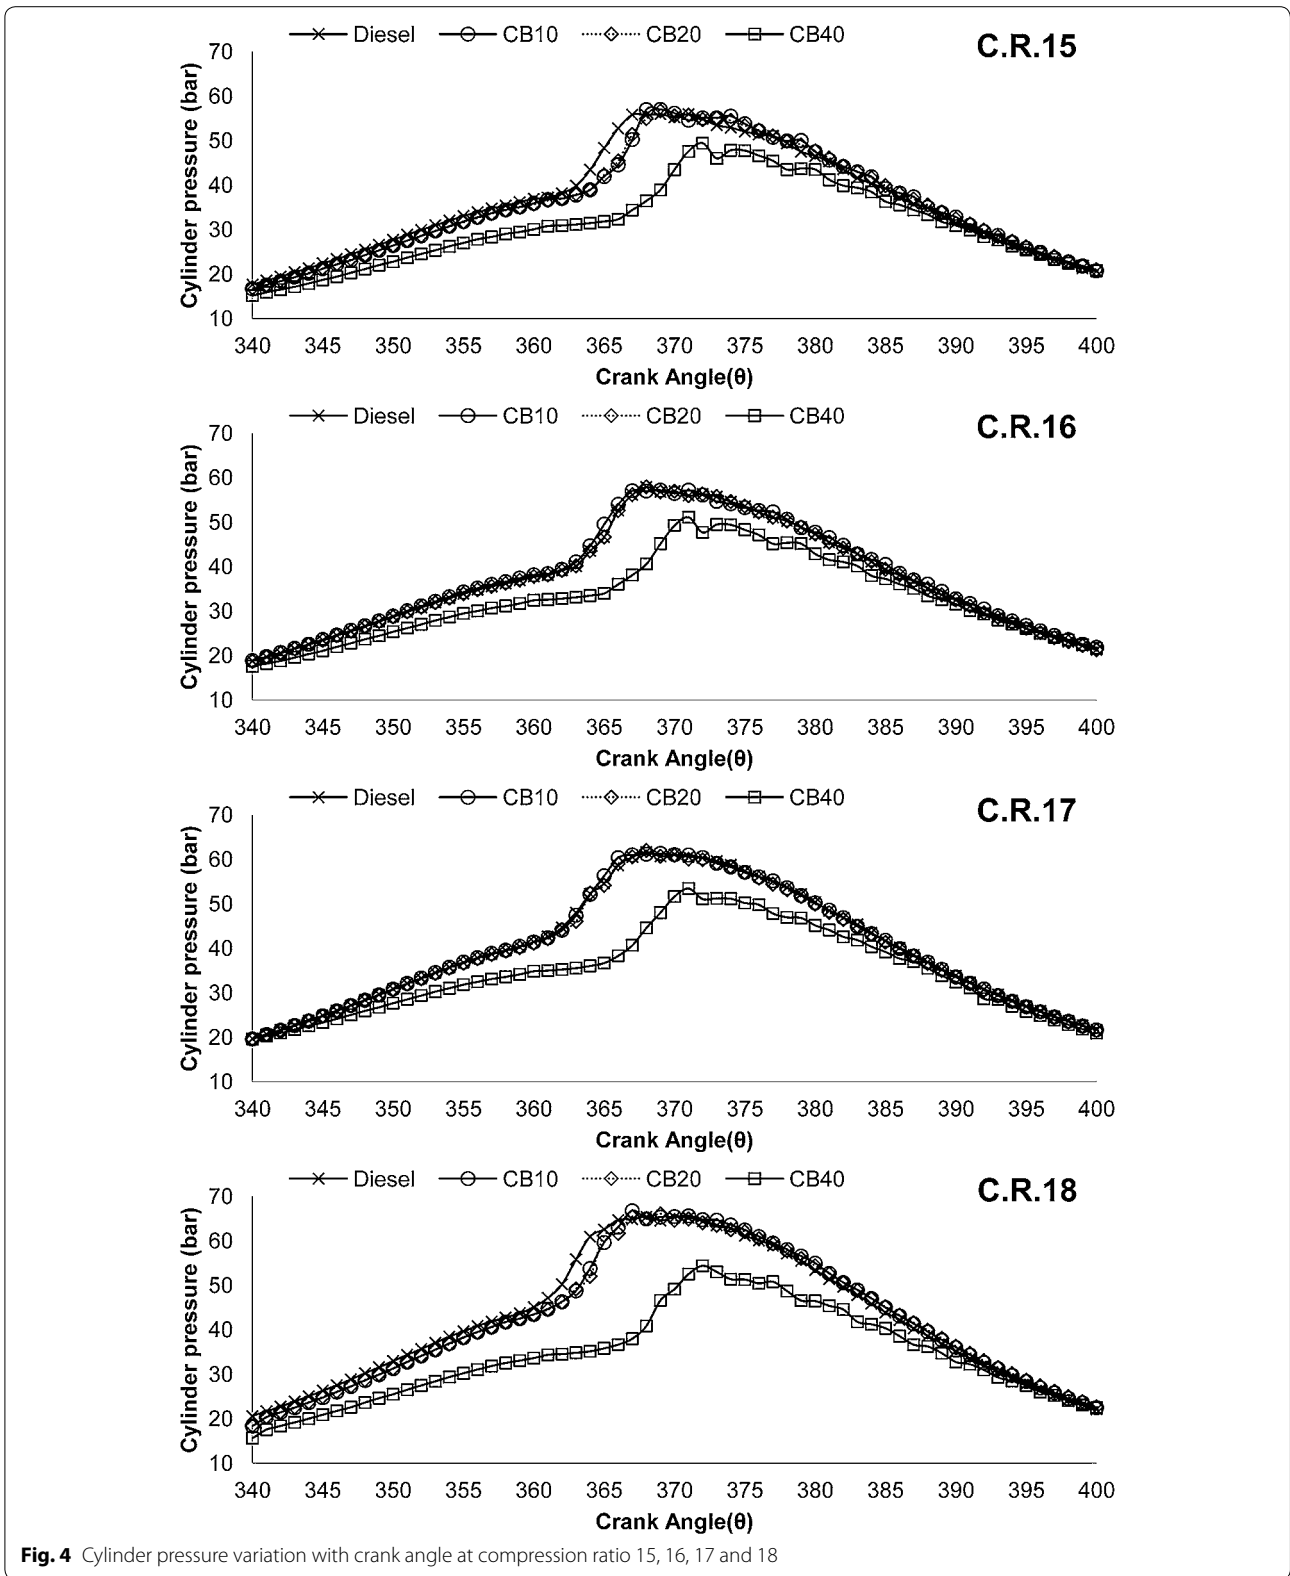 Diesel CB10 CB20 CB40
C.R.15
Cylinder pressure (bar)
70
60
50
40
30
20
10
340 345 350 355 360 365 370 375 380 385 390 395 400
Crank Angle(θ)
Diesel CB10 CB20 CB40
C.R.16
Cylinder pressure (bar)
70
60
50
40
30
20
10
340 345 350 355 360 365 370 375 380 385 390 395 400
Crank Angle(θ)
Diesel CB10 CB20 CB40
C.R.17
Cylinder pressure (bar)
70
60
50
40
30
20
10
340 345 350 355 360 365 370 375 380 385 390 395 400
Crank Angle(θ)
Diesel CB10 CB20 CB40
C.R.18
Cylinder pressure (bar)
70
60
50
40
30
20
10
340 345 350 355 360 365 370 375 380 385 390 395 400
Crank Angle(θ)
Fig. 4 Cylinder pressure variation with crank angle at compression ratio 15, 16, 17 and 18